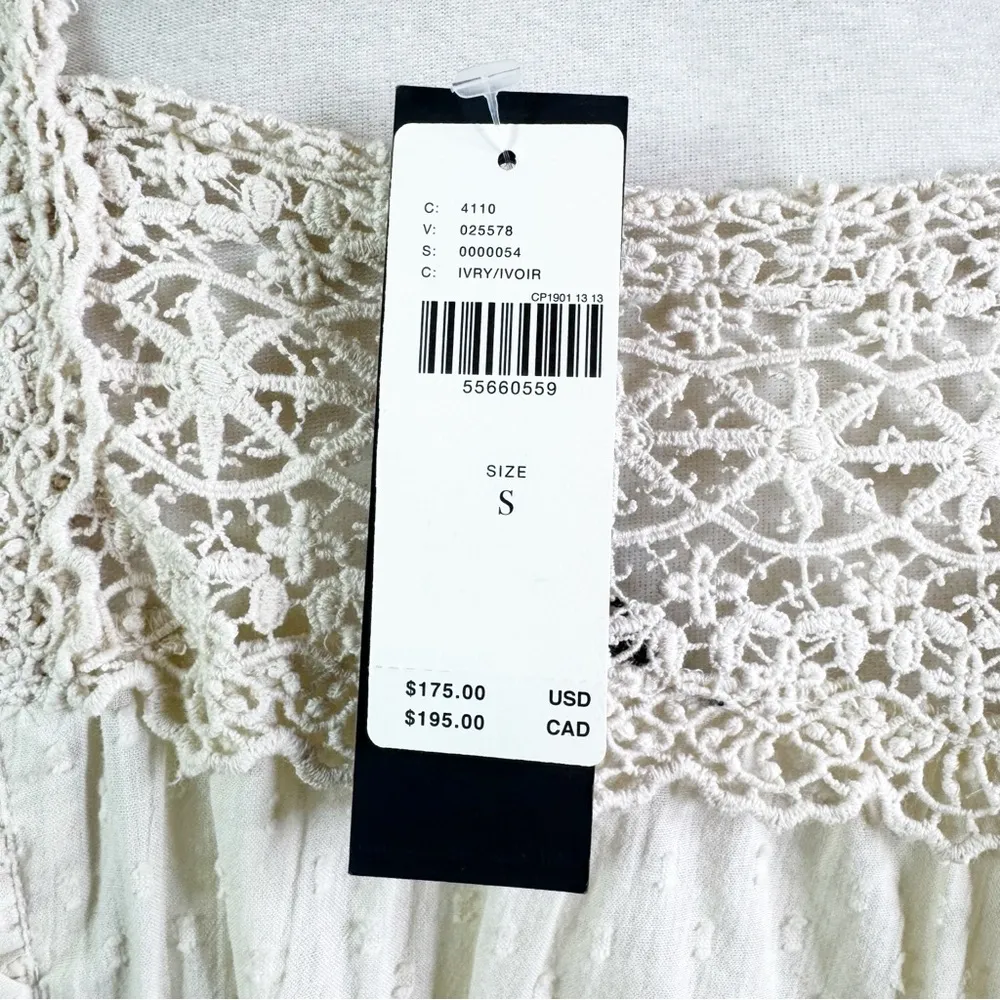 C: 4110
V: 025578
S: 0000054
C: IVRY/IVOIR
CP1901 13 13
55660559
SIZE
S
$175.00 USD
$195.00 CAD